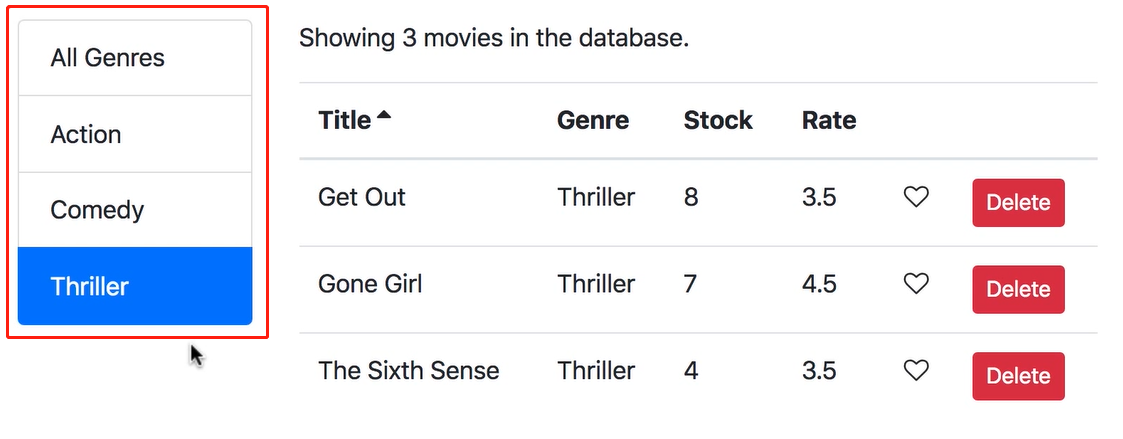 All Genres
Action
Comedy
Thriller
Showing 3 movies in the database.
Title Genre Stock Rate
Get Out Thriller 8 3.5 Delete
Gone Girl Thriller 7 4.5 Delete
The Sixth Sense Thriller 4 3.5 Delete